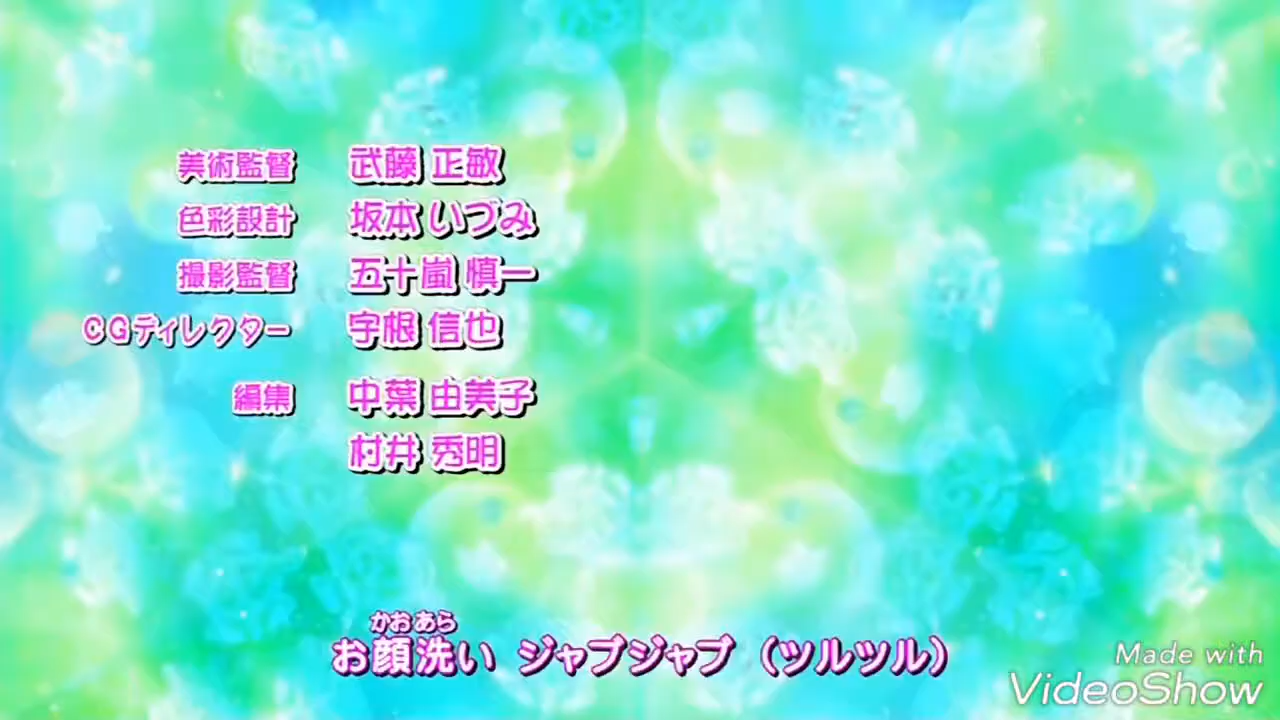 美術監督 武藤 正敏
色彩設計 坂本 いづみ
撮影監督 五十嵐 慎一
CGディレクター 宇根 信也
編集 中葉 由美子
村井 秀明
かおあら
お顔洗い ジャブジャブ (ツルツル)
Made with
VideoShow